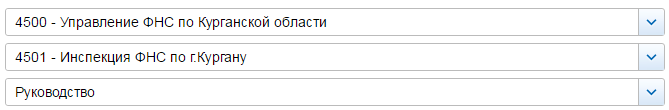 4500 - Управление ФНС по Курганской области
4501 - Инспекция ФНС по г.Кургану
Руководство